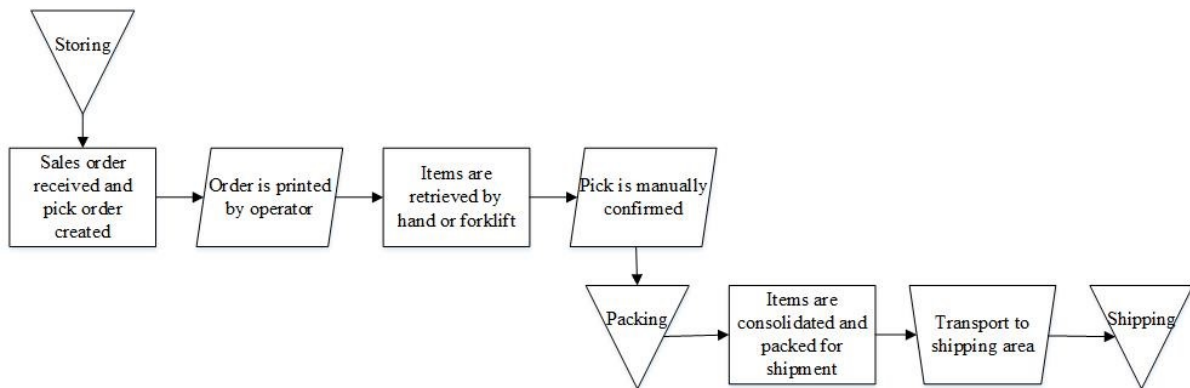 Storing
Sales order
received and
pick order
created
Order is printed
by operator
Items are
retrieved by
hand or forklift
Pick is manually
confirmed
Packing
Items are
consolidated and
packed for
shipment
Transport to
shipping area
Shipping